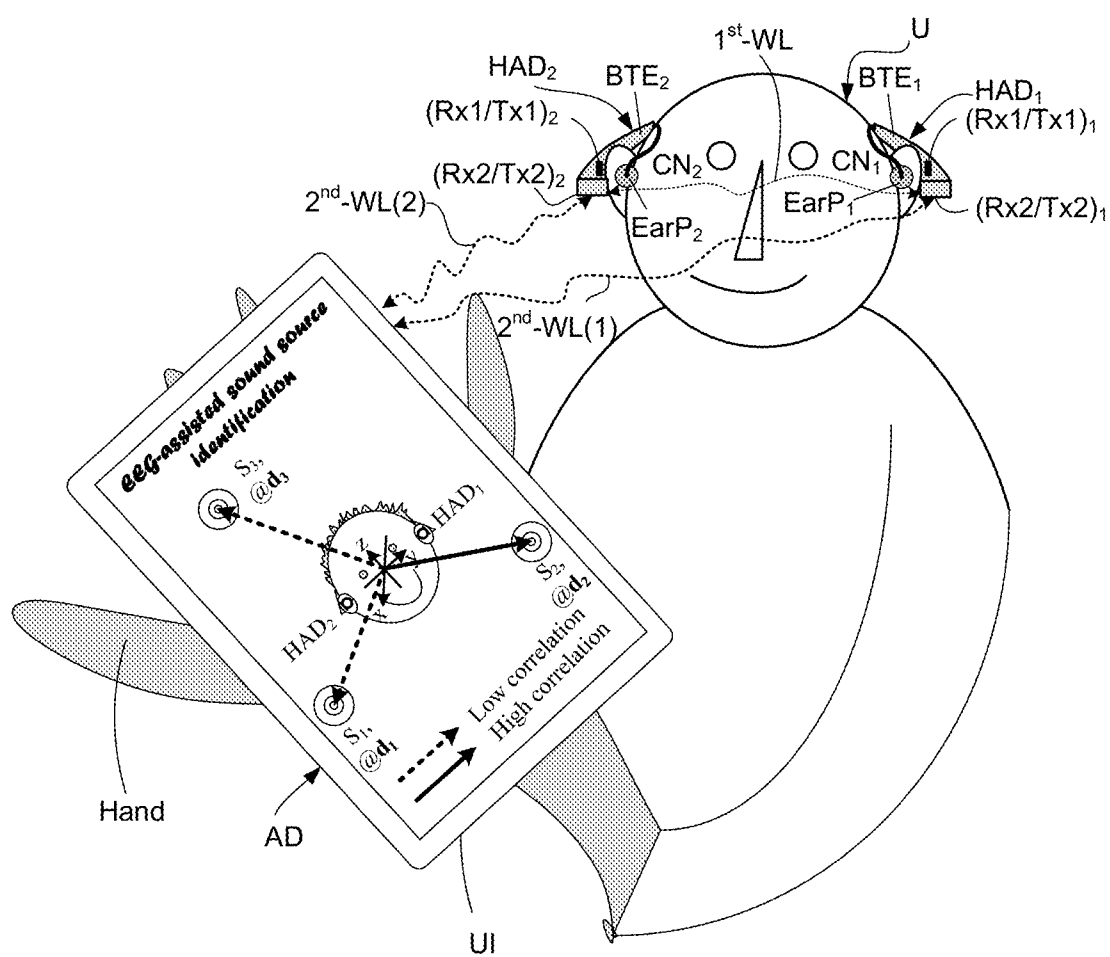 U
1st-WL
HAD2
BTE2
BTE1
HAD1
(Rx1/Tx1)2
(Rx1/Tx1)1
CN2
CN1
(Rx2/Tx2)2
EarP1
(Rx2/Tx2)1
2nd-WL(2)
EarP2
2nd-WL(1)
EEG-assisted sound source
identification
S3,
@d3
HAD1
z
y
x
S2,
@d2
HAD2
S1,
@d1
Low correlation
High correlation
Hand
AD
UI